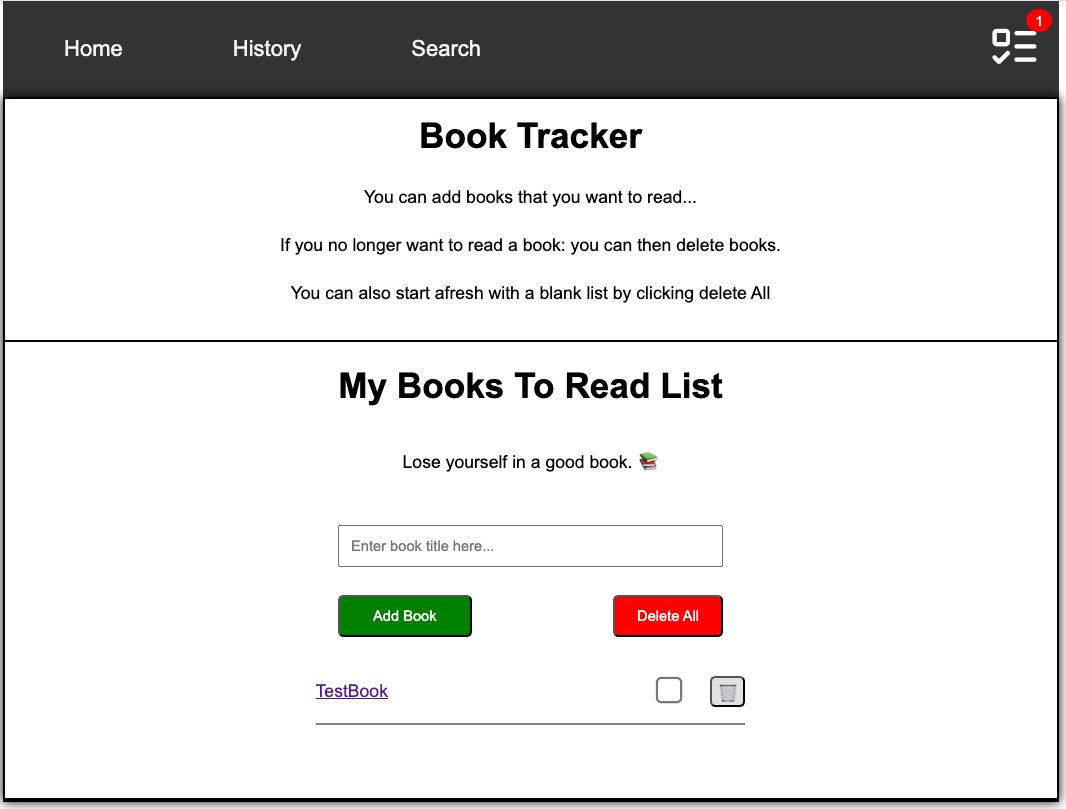 Home History Search 1
Book Tracker
You can add books that you want to read...
If you no longer want to read a book: you can then delete books.
You can also start afresh with a blank list by clicking delete All
My Books To Read List
Lose yourself in a good book. 📚
Enter book title here...
Add Book Delete All
TestBook